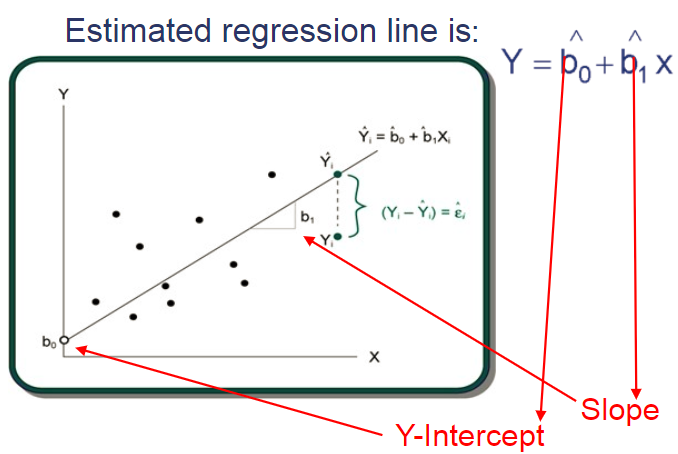 Estimated regression line is:
Y = b̂₀ + b̂₁ x
Y
Ŷᵢ = b̂₀ + b̂₁Xᵢ
Ŷᵢ
b₁
(Yᵢ – Ŷᵢ) = ε̂ᵢ
Yᵢ
b₀
X
Slope
Y-Intercept